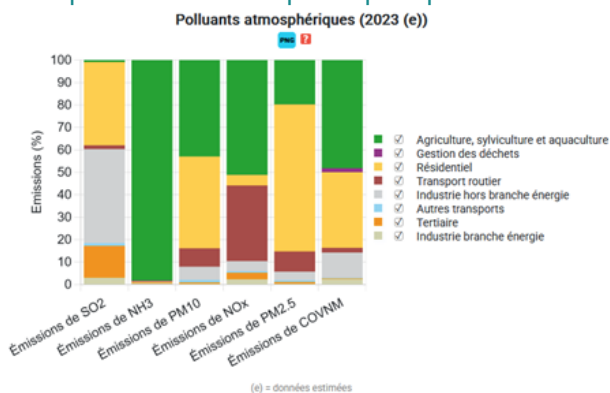 Polluants atmosphériques (2023 (e))
PNG ?
100
90
80
70
60
50
40
30
20
10
0
Emissions (%)
Émissions de SO2
Émissions de NH3
Émissions de PM10
Émissions de NOx
Émissions de PM2.5
Émissions de COVNM
Agriculture, sylviculture et aquaculture
Gestion des déchets
Résidentiel
Transport routier
Industrie hors branche énergie
Autres transports
Tertiaire
Industrie branche énergie
(e) = données estimées